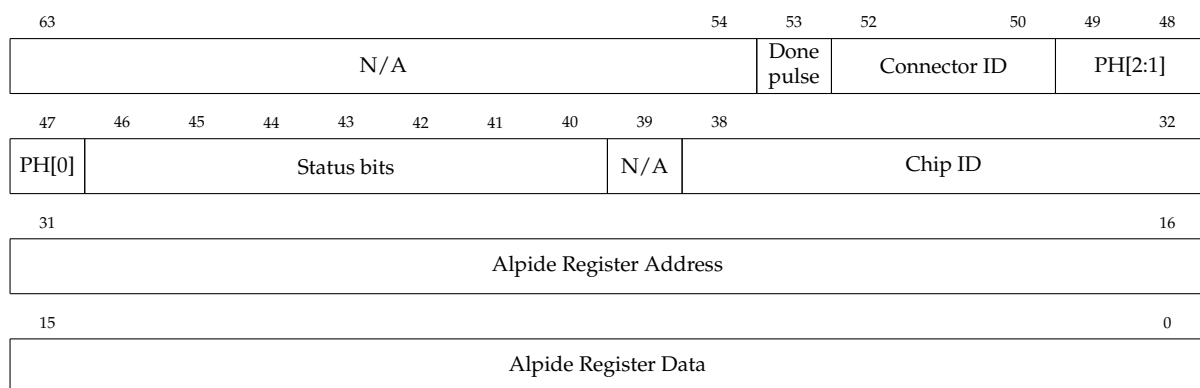 63 54 53 52 50 49 48
N/A Done pulse Connector ID PH[2:1]
47 46 45 44 43 42 41 40 39 38 32
PH[0] Status bits N/A Chip ID
31 16
Alpide Register Address
15 0
Alpide Register Data